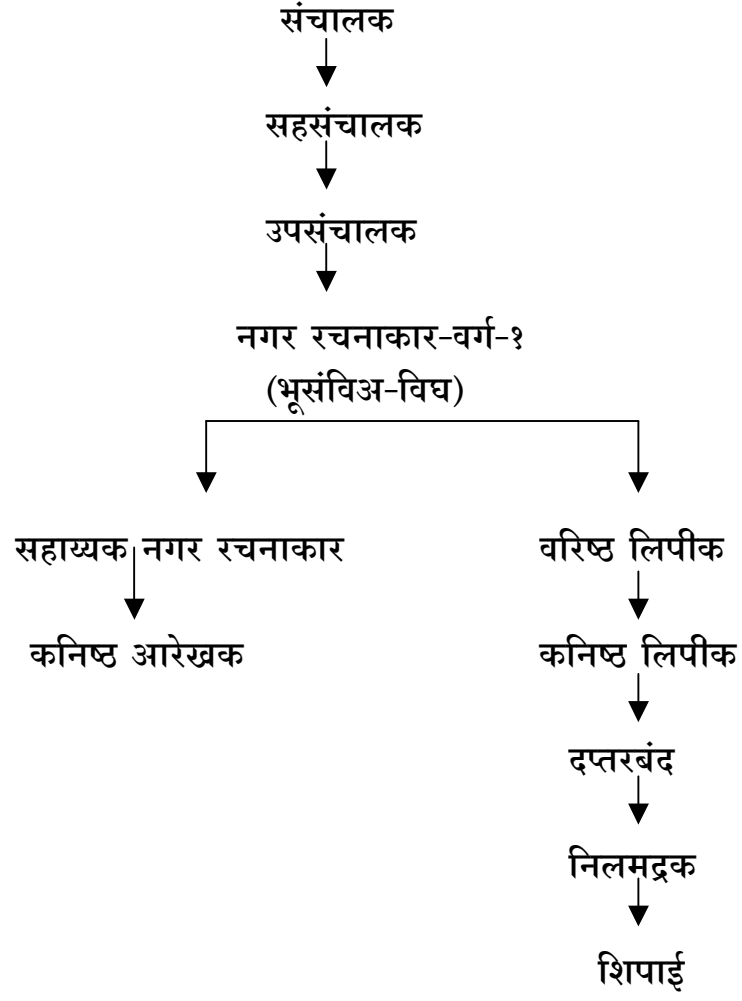 संचालक
सहसंचालक
उपसंचालक
नगर रचनाकार-वर्ग-१
(भूसंविअ-विघ)
सहाय्यक नगर रचनाकार
वरिष्ठ लिपीक
कनिष्ठ आरेखक
कनिष्ठ लिपीक
दप्तरबंद
निलमद्रक
शिपाई